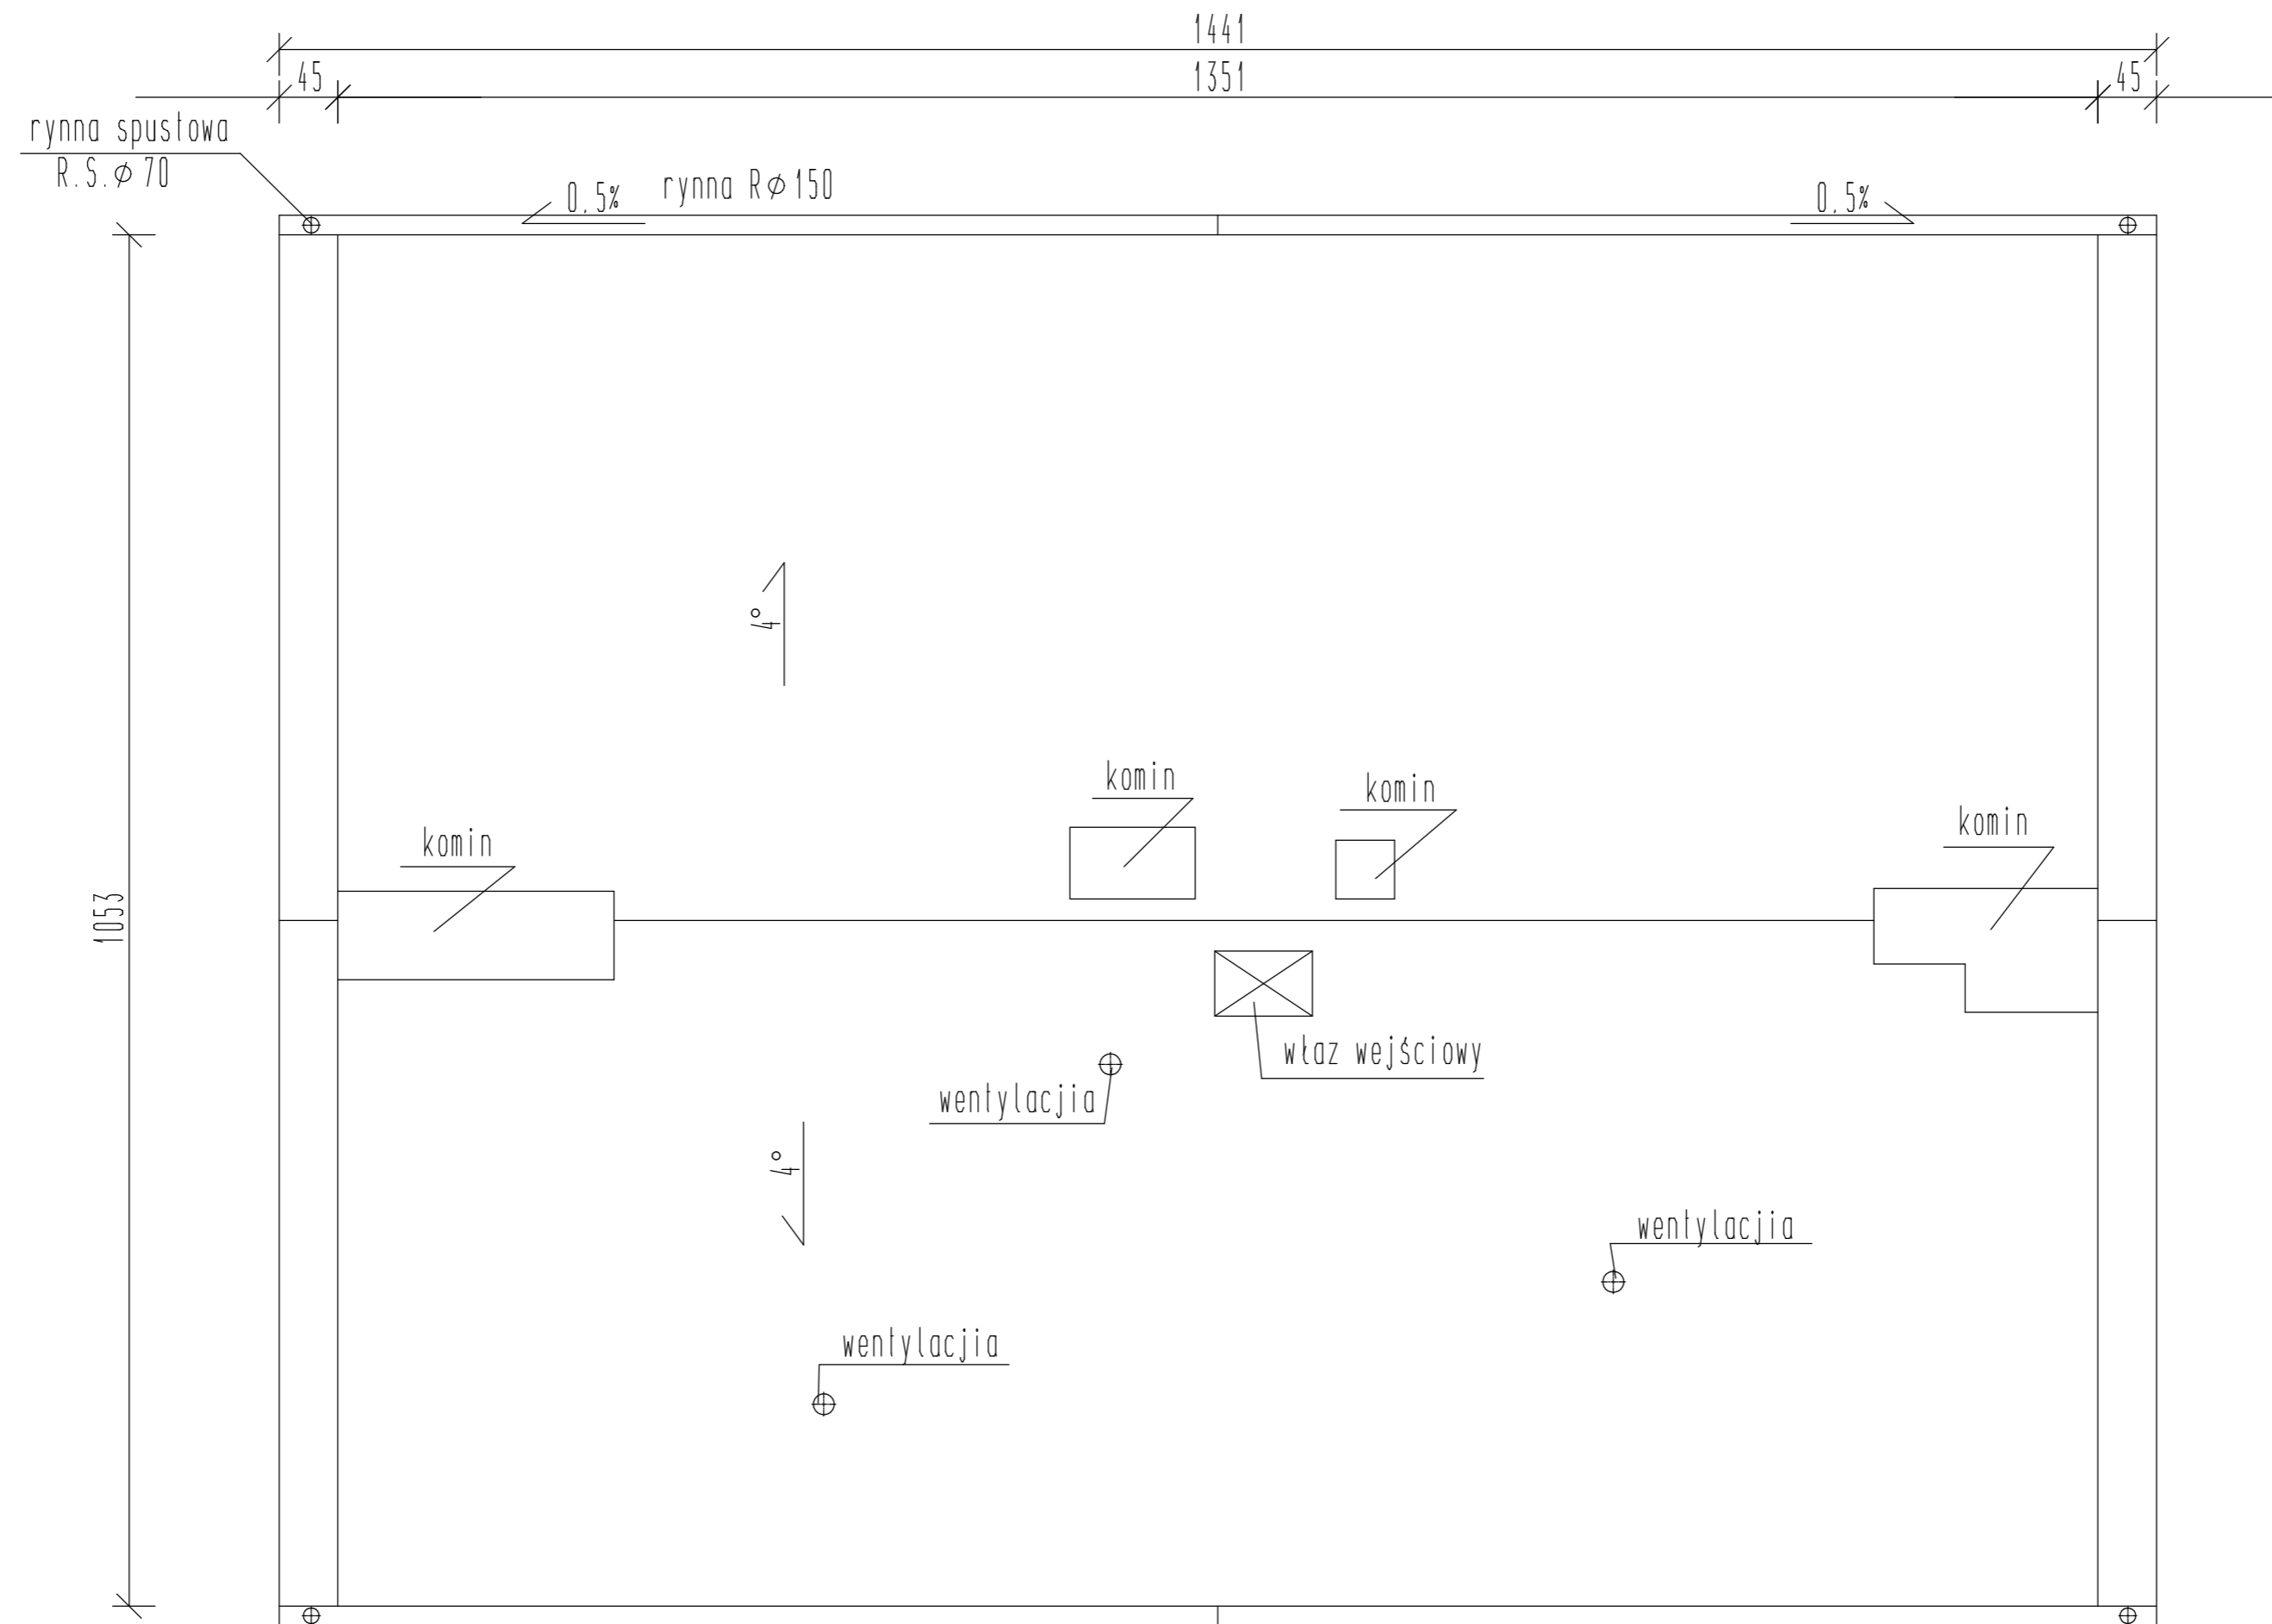 1441
45
1351
45
rynna spustowa
R.S.⌀70
0.5%
rynna R⌀150
0.5%
4°
komin
komin
komin
komin
1053
właz wejściowy
wentylacjia
4°
wentylacjia
wentylacjia